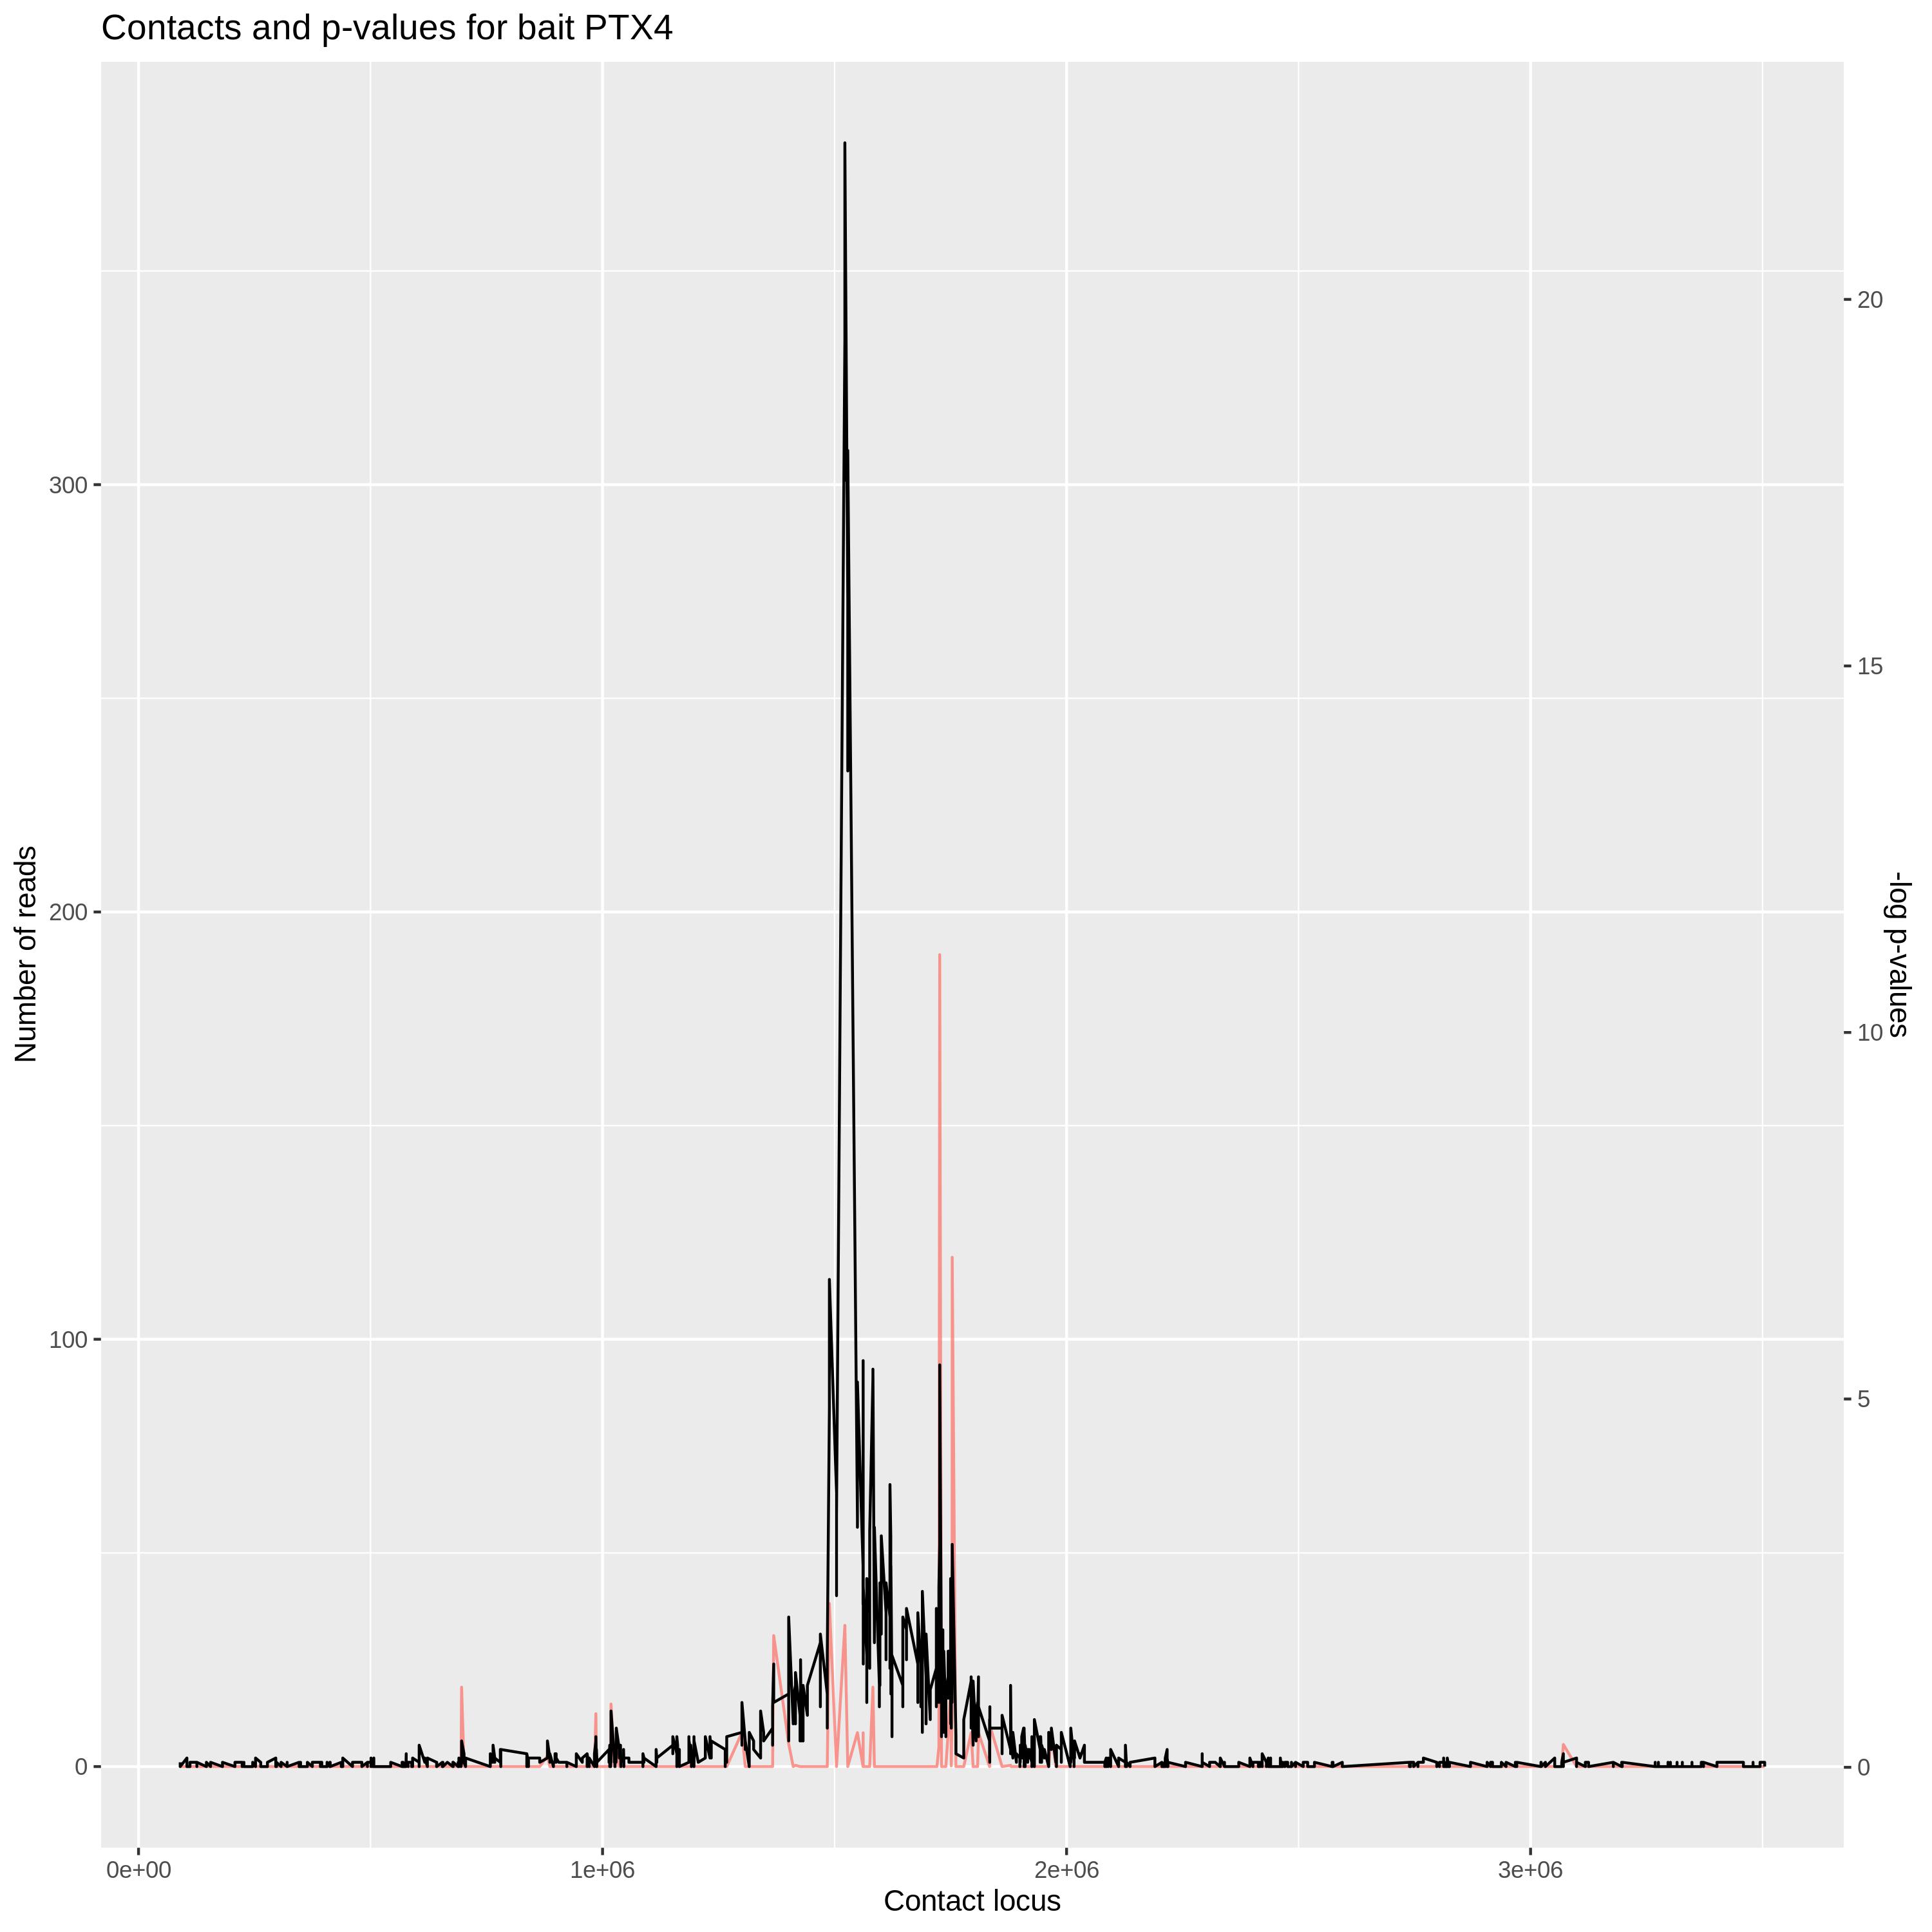 Contacts and p-values for bait PTX4
300
200
100
0
Number of reads
20
15
10
5
0
-log p-values
0e+00
1e+06
2e+06
3e+06
Contact locus